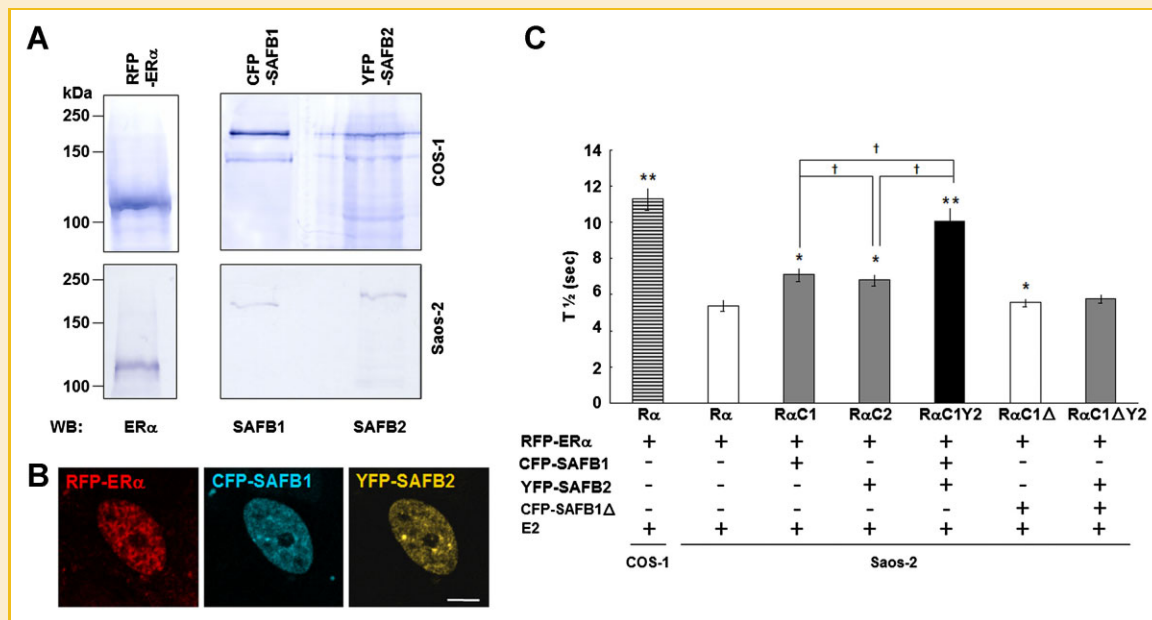 A
RFP
-ERα
CFP
-SAFB1
YFP
-SAFB2
kDa
250
150
100
COS-1
250
150
100
Saos-2
WB: ERα SAFB1 SAFB2
B
RFP-ERα CFP-SAFB1 YFP-SAFB2
C
T ½ (sec)
14
12
10
8
6
4
2
0
**
*
*
**
*
†
†
†
Rα Rα RαC1 RαC2 RαC1Y2 RαC1Δ RαC1ΔY2
RFP-ERα + + + + + + +
CFP-SAFB1 - - + - + - -
YFP-SAFB2 - - - + + - +
CFP-SAFB1Δ - - - - - + +
E2 + + + + + + +
COS-1 Saos-2